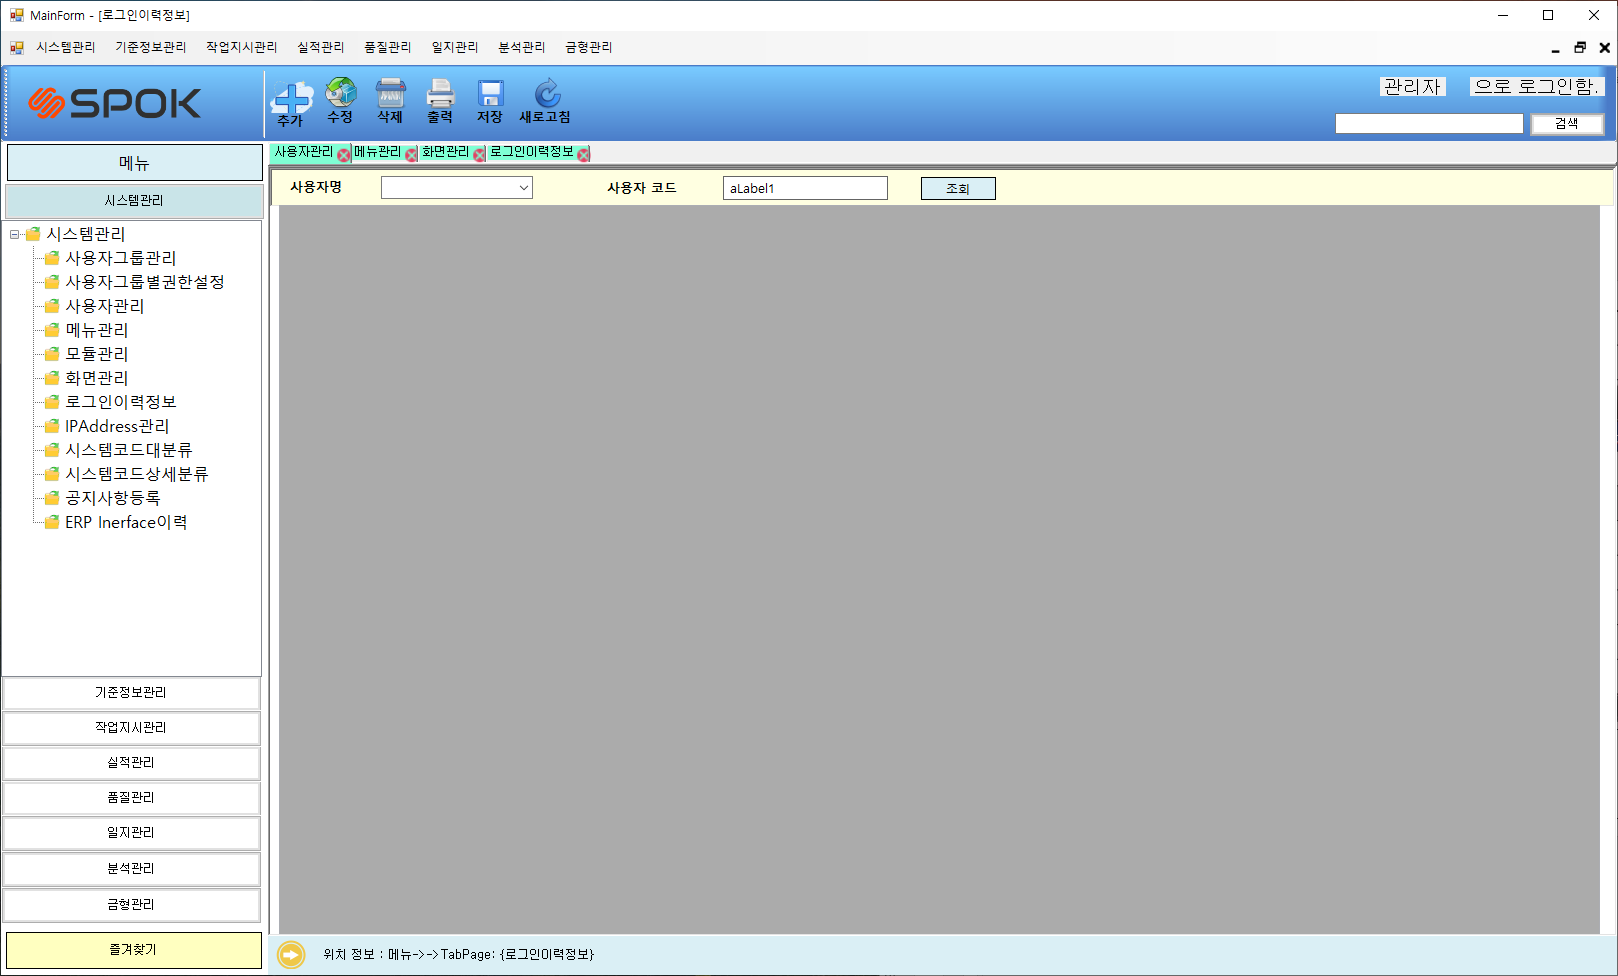 MainForm - [로그인이력정보]
시스템관리 기준정보관리 작업지시관리 실적관리 품질관리 일지관리 분석관리 금형관리
SPOK
추가 수정 삭제 출력 저장 새로고침
관리자 으로 로그인함.
검색
메뉴
시스템관리
시스템관리
사용자그룹관리
사용자그룹별권한설정
사용자관리
메뉴관리
모듈관리
화면관리
로그인이력정보
IPAddress관리
시스템코드대분류
시스템코드상세분류
공지사항등록
ERP Inerface이력
기준정보관리
작업지시관리
실적관리
품질관리
일지관리
분석관리
금형관리
즐겨찾기
사용자관리 메뉴관리 화면관리 로그인이력정보
사용자명 사용자 코드 aLabel1 조회
위치 정보 : 메뉴->->TabPage: {로그인이력정보}